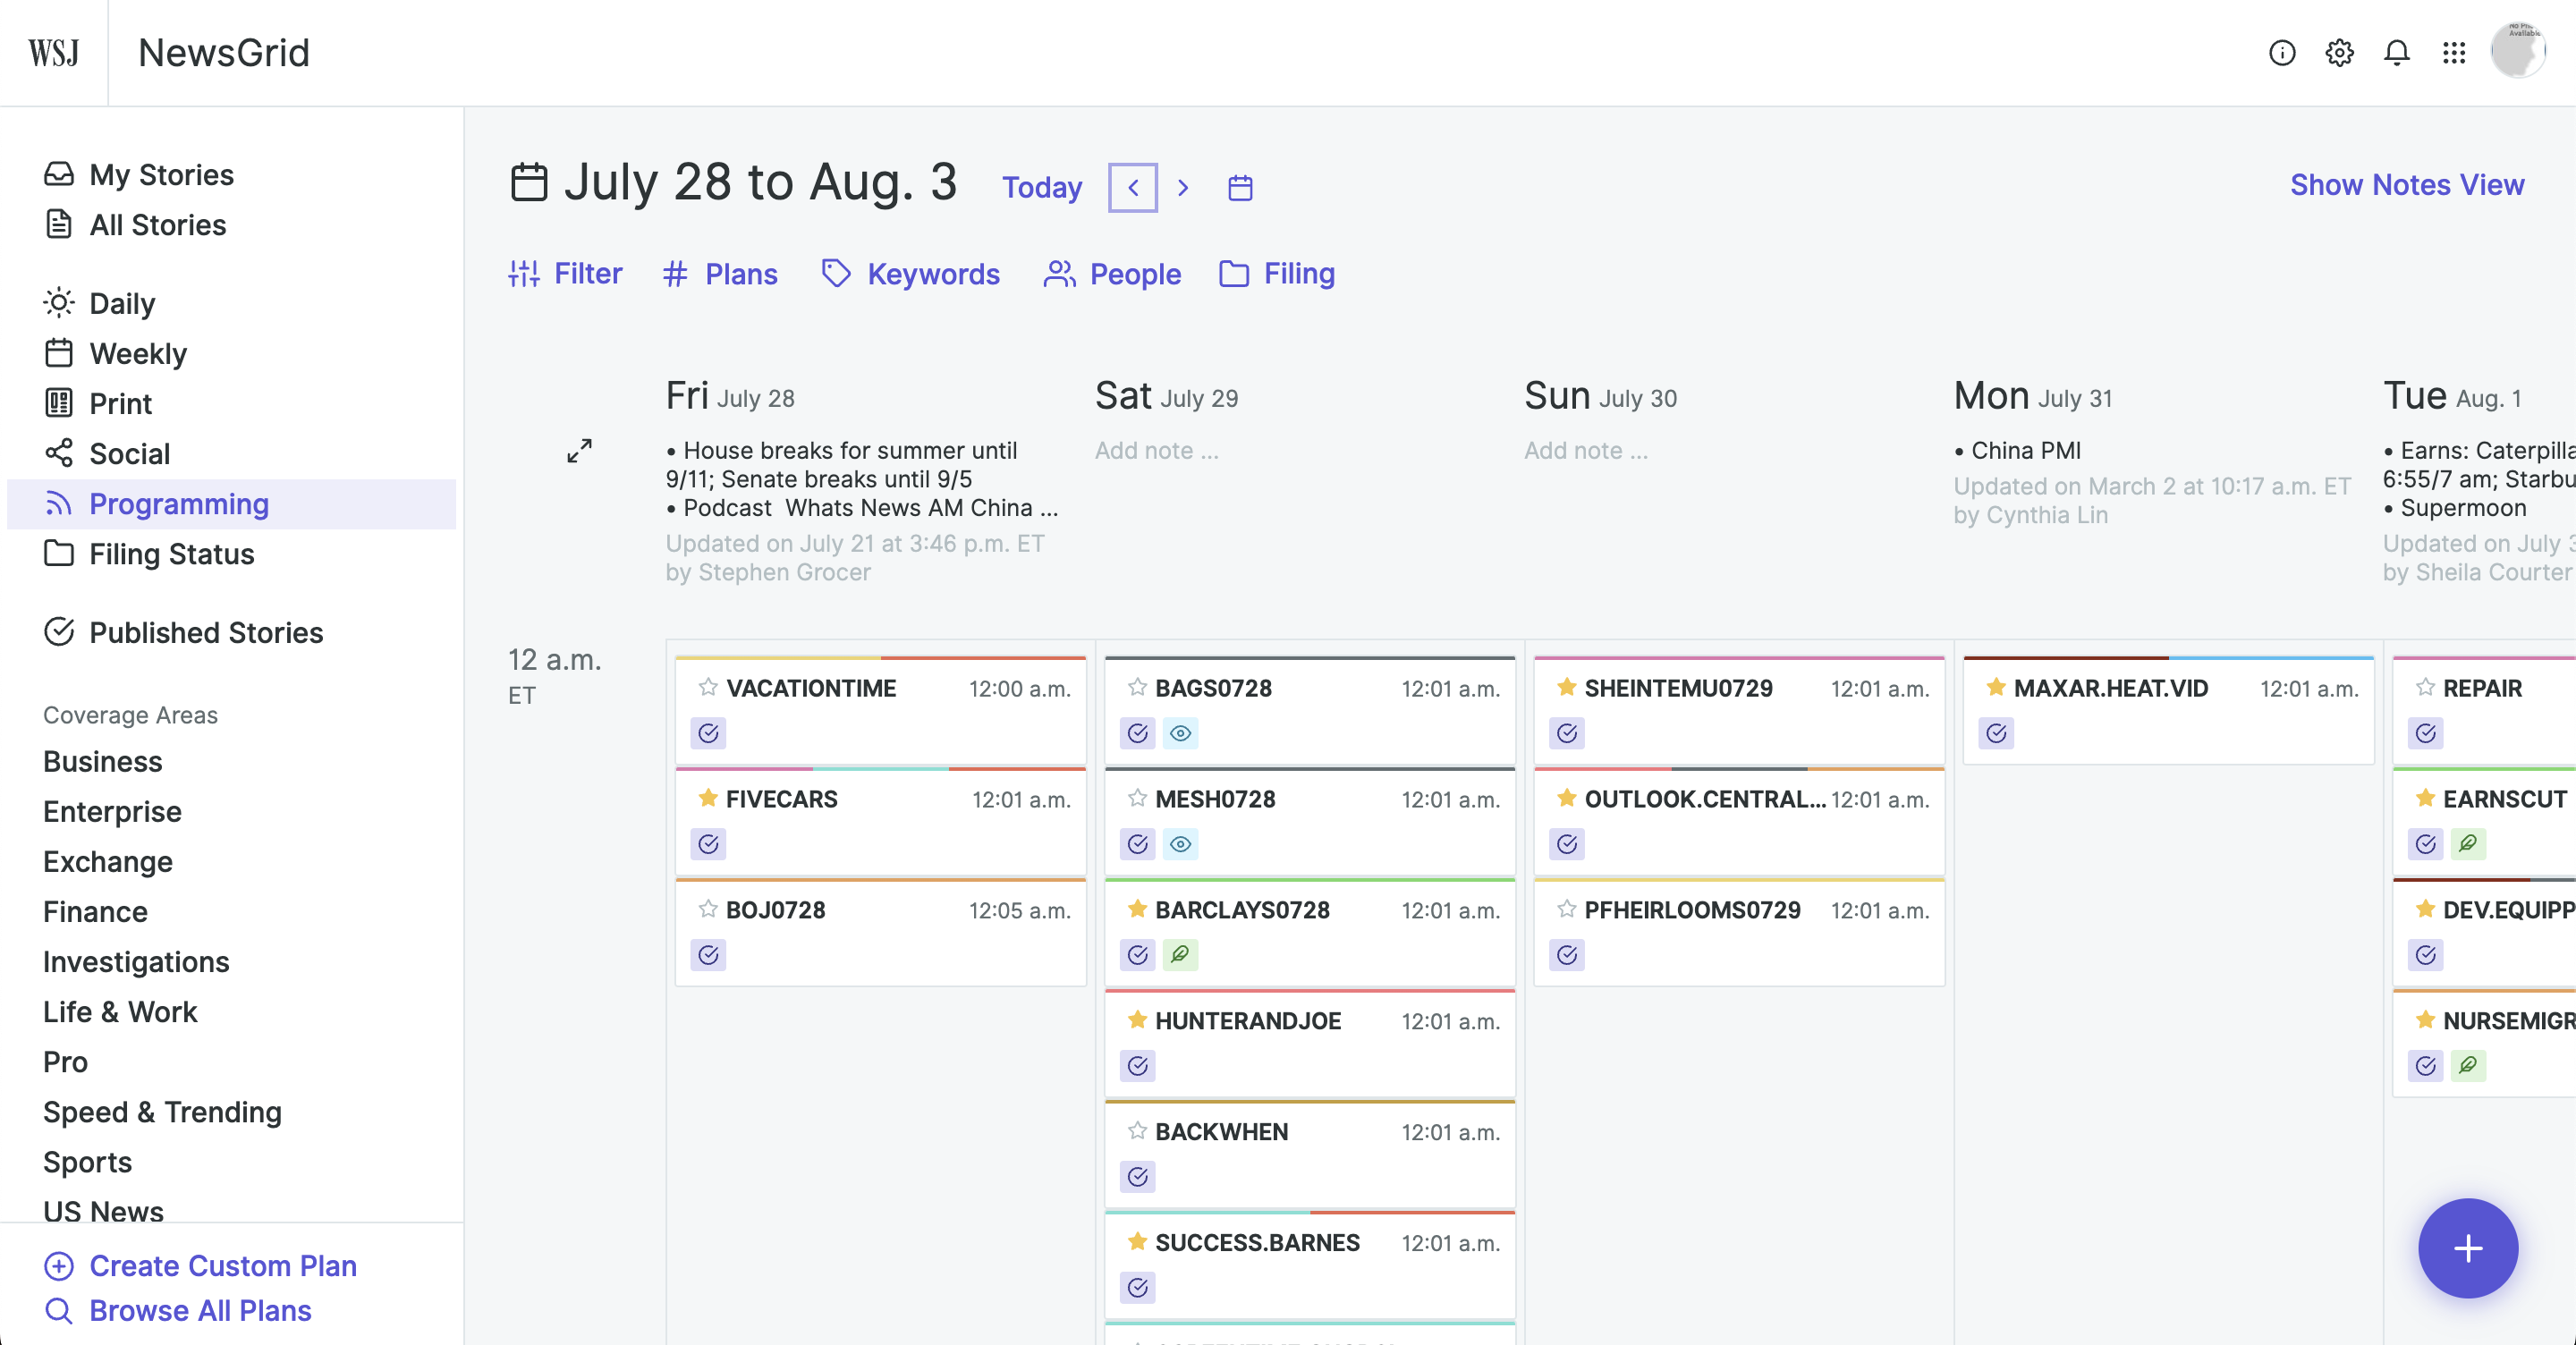 WSJ
NewsGrid
No Pho
Available
My Stories
All Stories
Daily
Weekly
Print
Social
Programming
Filing Status
Published Stories
Coverage Areas
Business
Enterprise
Exchange
Finance
Investigations
Life & Work
Pro
Speed & Trending
Sports
US News
Create Custom Plan
Browse All Plans
July 28 to Aug. 3
Today
Show Notes View
Filter
Plans
Keywords
People
Filing
Fri July 28
• House breaks for summer until
9/11; Senate breaks until 9/5
• Podcast  Whats News AM China ...
Updated on July 21 at 3:46 p.m. ET
by Stephen Grocer
Sat July 29
Add note ...
Sun July 30
Add note ...
Mon July 31
• China PMI
Updated on March 2 at 10:17 a.m. ET
by Cynthia Lin
Tue Aug. 1
• Earns: Caterpilla
6:55/7 am; Starbu
• Supermoon
Updated on July 3
by Sheila Courter
12 a.m.
ET
VACATIONTIME 12:00 a.m.
FIVECARS 12:01 a.m.
BOJ0728 12:05 a.m.
BAGS0728 12:01 a.m.
MESH0728 12:01 a.m.
BARCLAYS0728 12:01 a.m.
HUNTERANDJOE 12:01 a.m.
BACKWHEN 12:01 a.m.
SUCCESS.BARNES 12:01 a.m.
SHEINTEMU0729 12:01 a.m.
OUTLOOK.CENTRAL... 12:01 a.m.
PFHEIRLOOMS0729 12:01 a.m.
MAXAR.HEAT.VID 12:01 a.m.
REPAIR
EARNSCUT
DEV.EQUIPP
NURSEMIGR